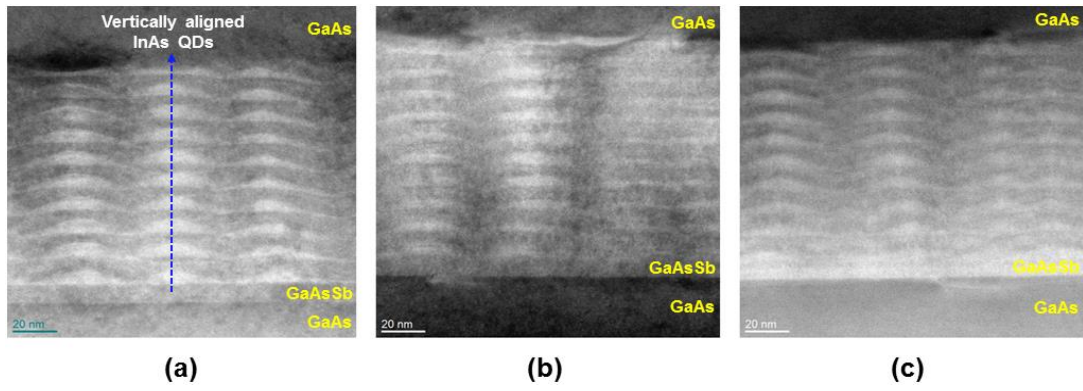 Vertically aligned
InAs QDs
GaAs
GaAsSb
GaAs
20 nm
GaAs
GaAsSb
GaAs
20 nm
GaAs
GaAsSb
GaAs
20 nm
(a)
(b)
(c)